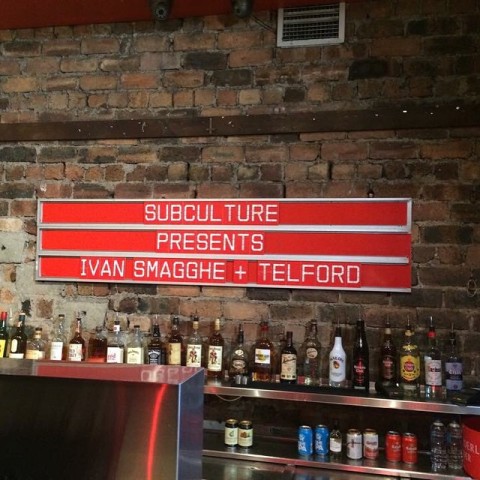 SUBCULTURE
PRESENTS
IVAN SMAGGHE + TELFORD